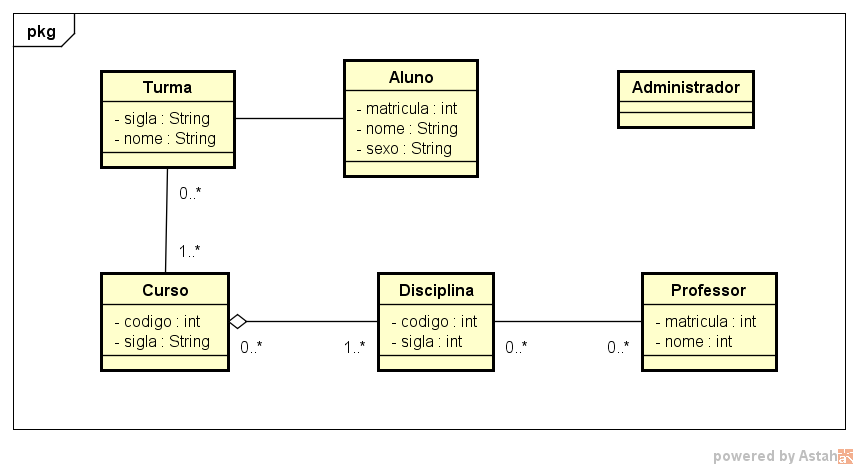 pkg
Turma
- sigla : String
- nome : String
Aluno
- matricula : int
- nome : String
- sexo : String
Administrador
0..*
1..*
Curso
- codigo : int
- sigla : String
0..*
1..*
Disciplina
- codigo : int
- sigla : int
0..*
0..*
Professor
- matricula : int
- nome : int
powered by Astah